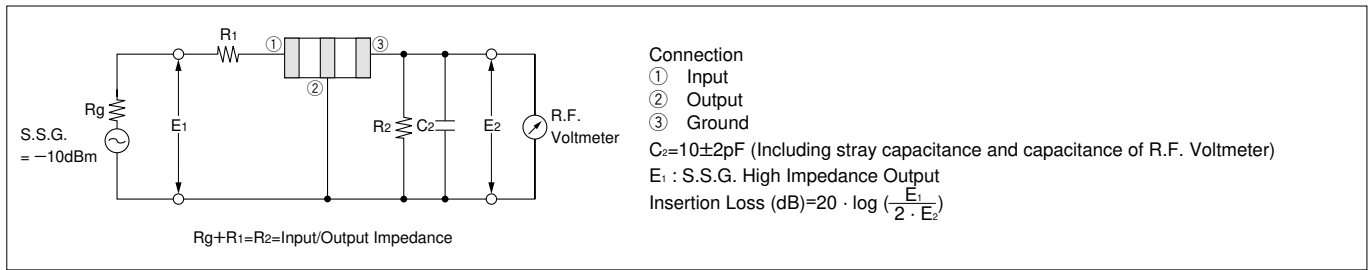 R1
①
③
②
Rg
S.S.G.
= −10dBm
E1
R2
C2
E2
R.F.
Voltmeter
Rg+R1=R2=Input/Output Impedance
Connection
① Input
② Output
③ Ground
C2=10±2pF (Including stray capacitance and capacitance of R.F. Voltmeter)
E1 : S.S.G. High Impedance Output
Insertion Loss (dB)=20 · log (E1 / 2 · E2)